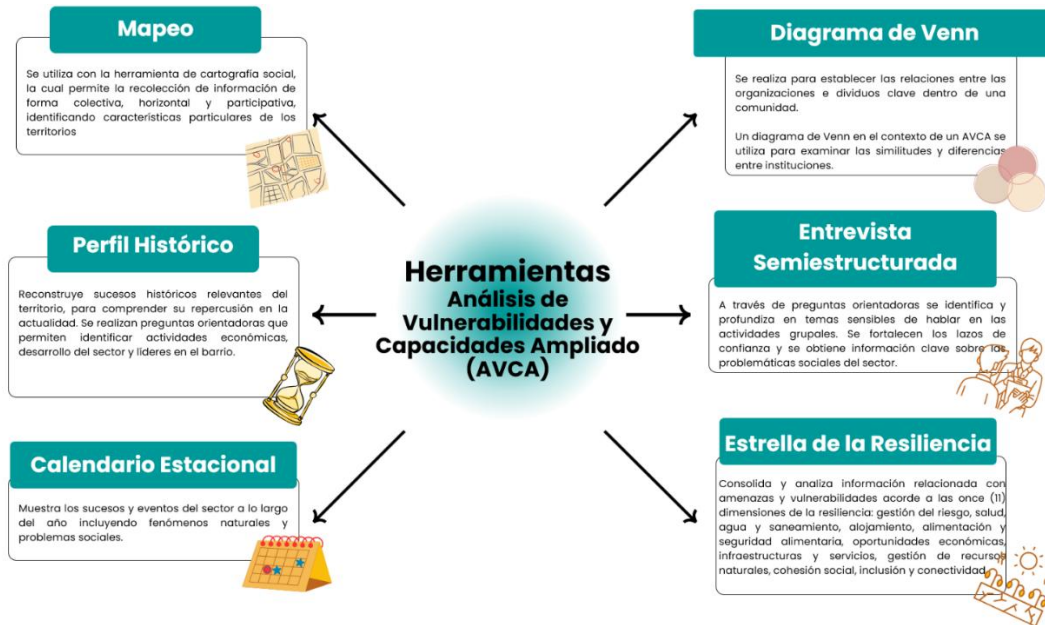 Mapeo
Se utiliza con la herramienta de cartografía social,
la cual permite la recolección de información de
forma colectiva, horizontal y participativa,
identificando características particulares de los
territorios
Perfil Histórico
Reconstruye sucesos históricos relevantes del
territorio, para comprender su repercusión en la
actualidad. Se realizan preguntas orientadoras que
permiten identificar actividades económicas,
desarrollo del sector y líderes en el barrio.
Calendario Estacional
Muestra los sucesos y eventos del sector a lo largo
del año incluyendo fenómenos naturales y
problemas sociales.
Herramientas
Análisis de
Vulnerabilidades y
Capacidades Ampliado
(AVCA)
Diagrama de Venn
Se realiza para establecer las relaciones entre las
organizaciones e dividuos clave dentro de una
comunidad.
Un diagrama de Venn en el contexto de un AVCA se
utiliza para examinar las similitudes y diferencias
entre instituciones.
Entrevista
Semiestructurada
A través de preguntas orientadoras se identifica y
profundiza en temas sensibles de hablar en las
actividades grupales. Se fortalecen los lazos de
confianza y se obtiene información clave sobre las
problemáticas sociales del sector.
Estrella de la Resiliencia
Consolida y analiza información relacionada con
amenazas y vulnerabilidades acorde a las once (11)
dimensiones de la resiliencia: gestión del riesgo, salud,
agua y saneamiento, alojamiento, alimentación y
seguridad alimentaria, oportunidades económicas,
infraestructuras y servicios, gestión de recursos
naturales, cohesión social, inclusión y conectividad.